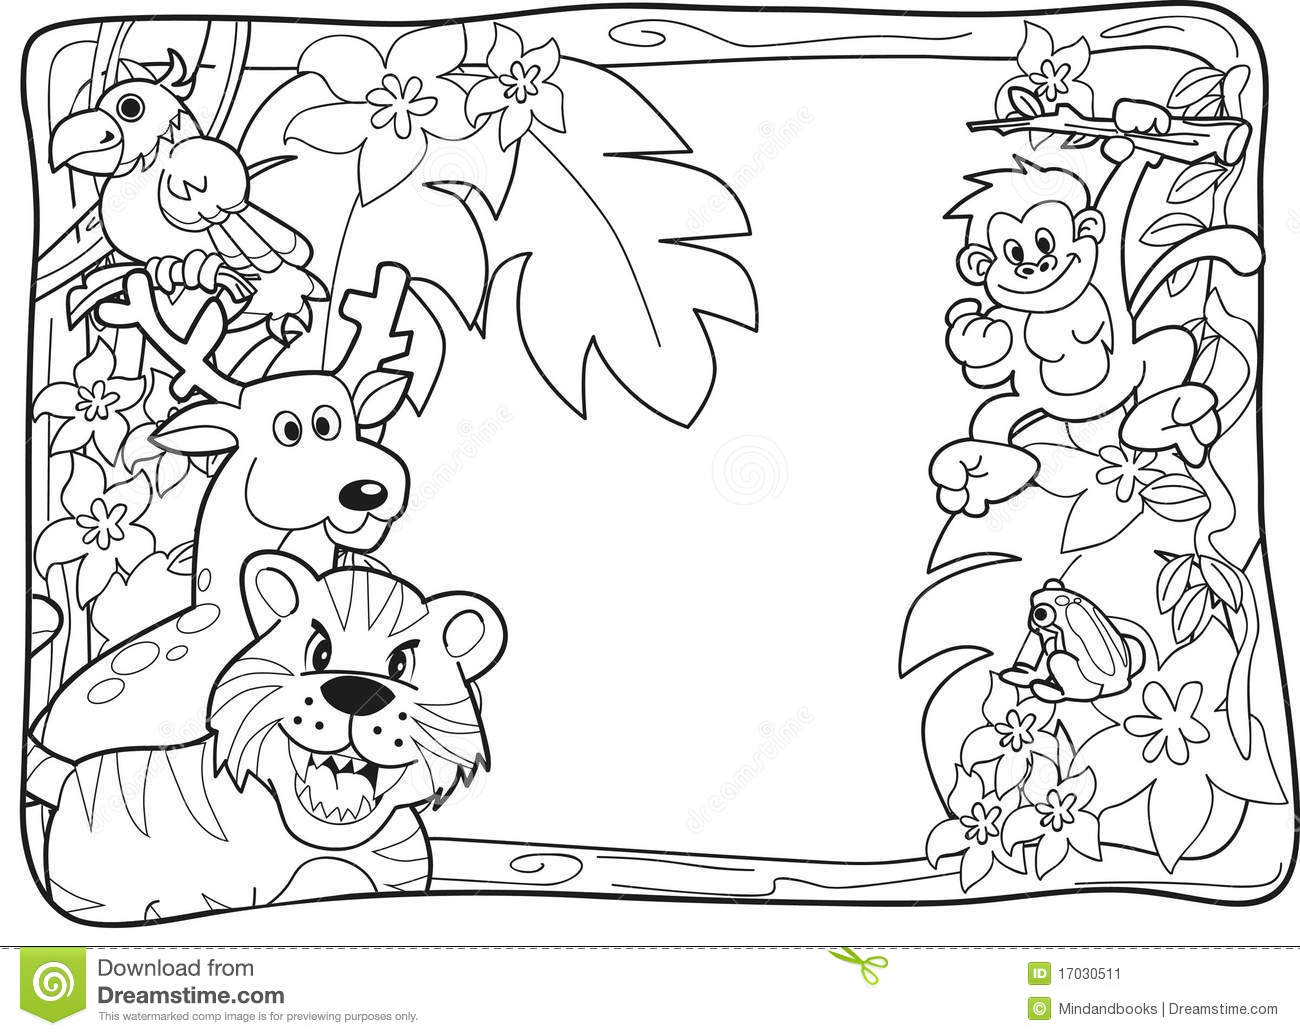 Download from
Dreamstime.com
This watermarked comp image is for previewing purposes only.
ID 17030511
© Mindandbooks | Dreamstime.com